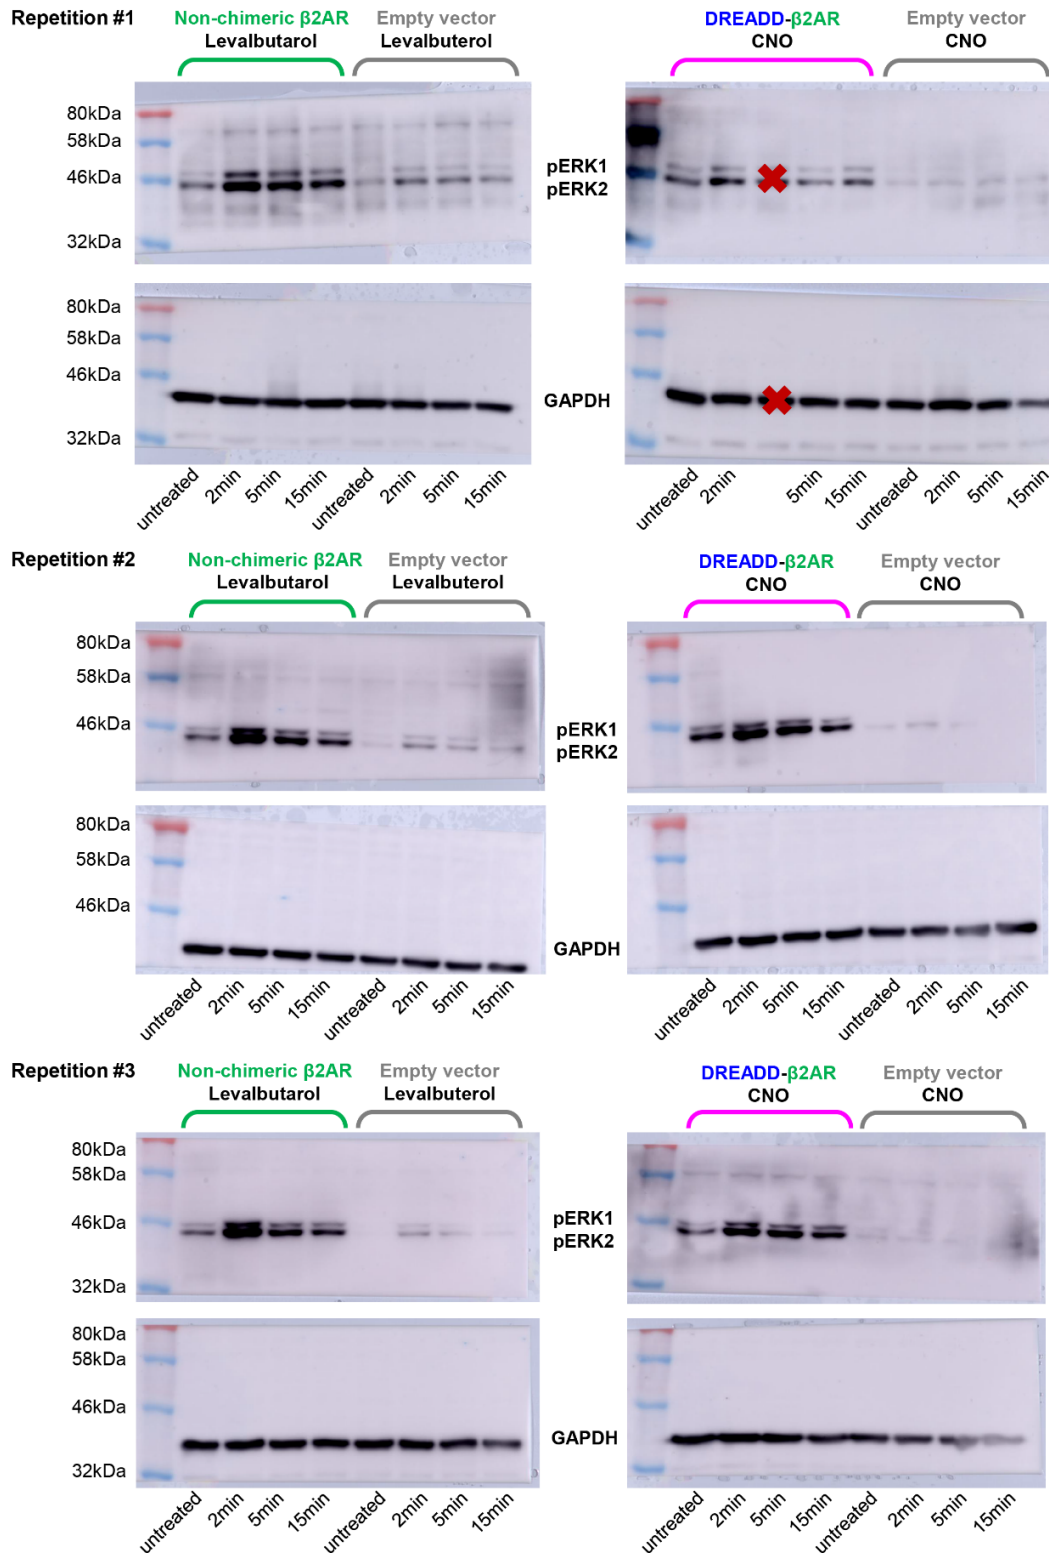 Repetition #1
Non-chimeric β2AR
Levalbutarol
Empty vector
Levalbuterol
DREADD-β2AR
CNO
Empty vector
CNO
80kDa
58kDa
46kDa
32kDa
pERK1
pERK2
80kDa
58kDa
46kDa
32kDa
GAPDH
untreated 2min 5min 15min untreated 2min 5min 15min
untreated 2min 5min 15min untreated 2min 5min 15min
Repetition #2
Non-chimeric β2AR
Levalbutarol
Empty vector
Levalbuterol
DREADD-β2AR
CNO
Empty vector
CNO
80kDa
58kDa
46kDa
pERK1
pERK2
80kDa
58kDa
46kDa
GAPDH
untreated 2min 5min 15min untreated 2min 5min 15min
untreated 2min 5min 15min untreated 2min 5min 15min
Repetition #3
Non-chimeric β2AR
Levalbutarol
Empty vector
Levalbuterol
DREADD-β2AR
CNO
Empty vector
CNO
80kDa
58kDa
46kDa
32kDa
pERK1
pERK2
80kDa
58kDa
46kDa
32kDa
GAPDH
untreated 2min 5min 15min untreated 2min 5min 15min
untreated 2min 5min 15min untreated 2min 5min 15min